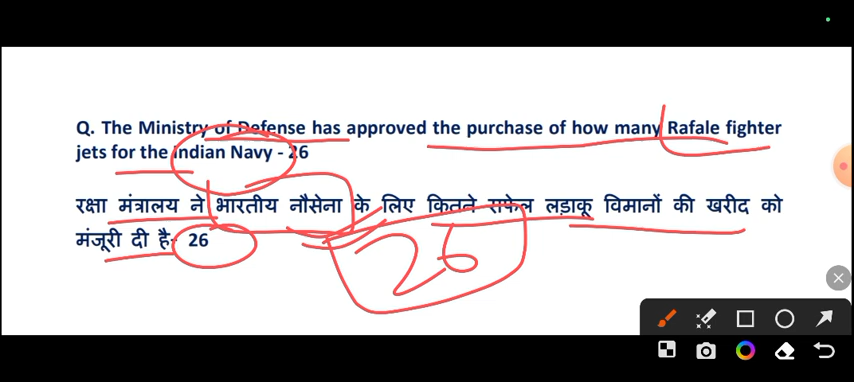 Q. The Ministry of Defense has approved the purchase of how many Rafale fighter
jets for the Indian Navy - 26
रक्षा मंत्रालय ने भारतीय नौसेना के लिए कितने राफेल लड़ाकू विमानों की खरीद को
मंजूरी दी है- 26
26